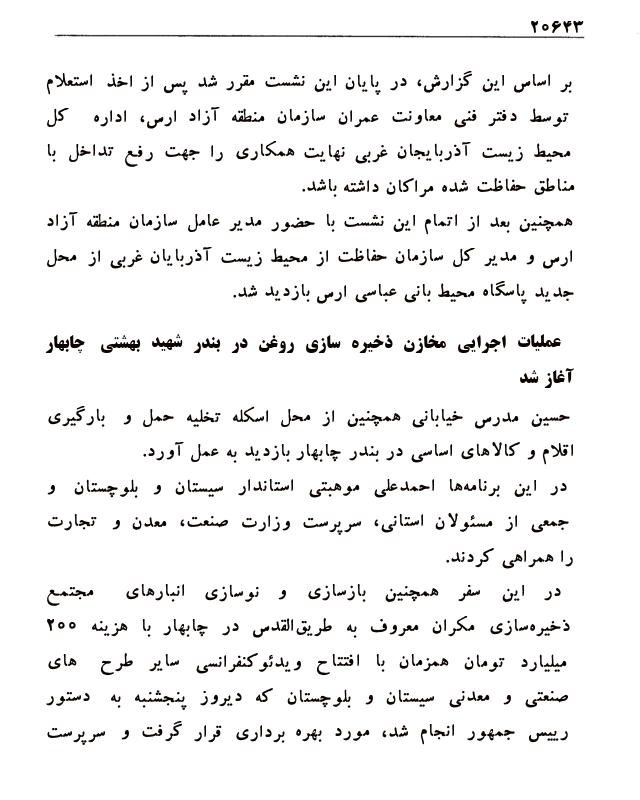 ۲۰۶۴۳
بر اساس این گزارش، در پایان این نشست مقرر شد پس از اخذ استعلام
توسط دفتر فنی معاونت عمران سازمان منطقه آزاد ارس، اداره کل
محیط زیست آذربایجان غربی نهایت همکاری را جهت رفع تداخل با
مناطق حفاظت شده مراکان داشته باشد.
همچنین بعد از اتمام این نشست با حضور مدیر عامل سازمان منطقه آزاد
ارس و مدیر کل سازمان حفاظت از محیط زیست آذربایان غربی از محل
جدید پاسگاه محیط بانی عباسی ارس بازدید شد.
عملیات اجرایی مخازن ذخیره سازی روغن در بندر شهید بهشتی چابهار
آغاز شد
حسین مدرس خیابانی همچنین از محل اسکله تخلیه حمل و بارگیری
اقلام و کالاهای اساسی در بندر چابهار بازدید به عمل آورد.
در این برنامه‌ها احمدعلی موهبتی استاندار سیستان و بلوچستان و
جمعی از مسئولان استانی، سرپرست وزارت صنعت، معدن و تجارت
را همراهی کردند.
در این سفر همچنین بازسازی و نوسازی انبارهای مجتمع
ذخیره‌سازی مکران معروف به طریق‌القدس در چابهار با هزینه ۲۰۰
میلیارد تومان همزمان با افتتاح ویدئوکنفرانسی سایر طرح های
صنعتی و معدنی سیستان و بلوچستان که دیروز پنجشنبه به دستور
رییس جمهور انجام شد، مورد بهره برداری قرار گرفت و سرپرست